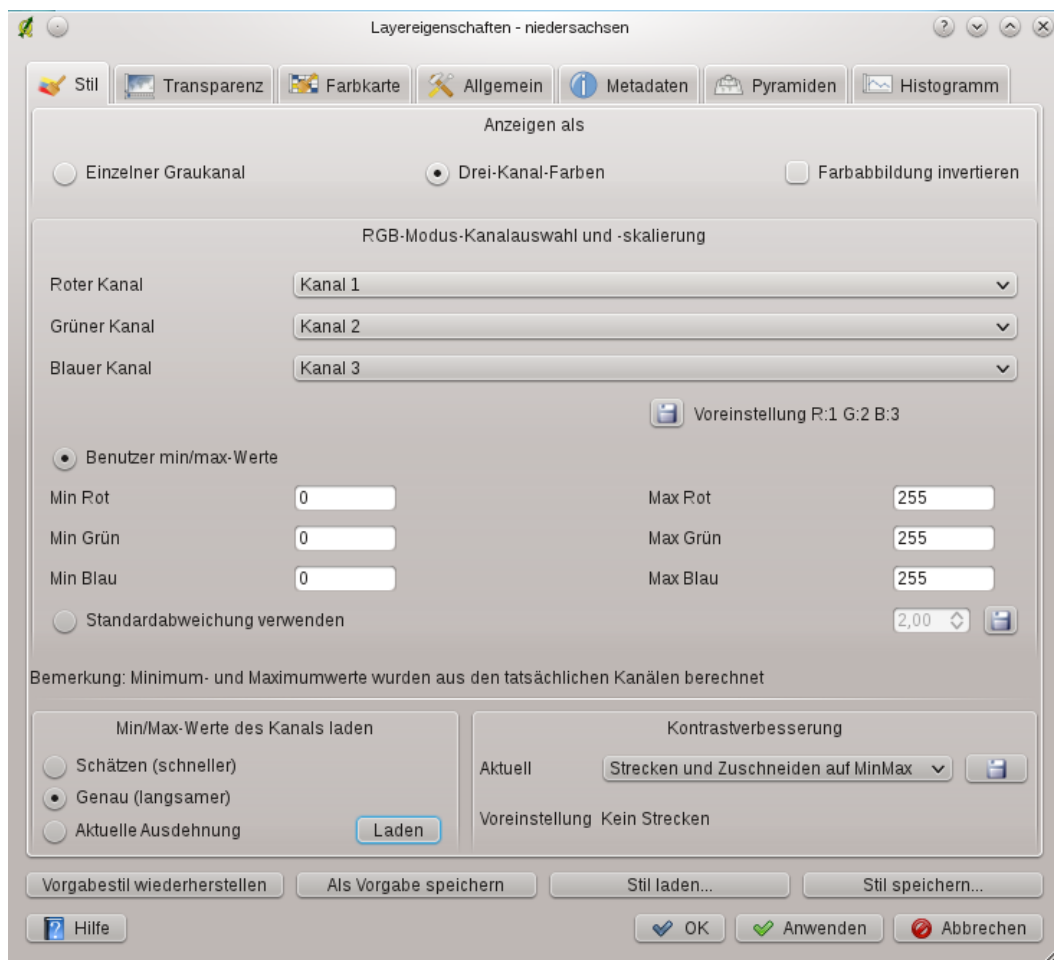 Layereigenschaften - niedersachsen
Stil Transparenz Farbkarte Allgemein Metadaten Pyramiden Histogramm
Anzeigen als
Einzelner Graukanal Drei-Kanal-Farben Farbabbildung invertieren
RGB-Modus-Kanalauswahl und -skalierung
Roter Kanal Kanal 1
Grüner Kanal Kanal 2
Blauer Kanal Kanal 3
Voreinstellung R:1 G:2 B:3
Benutzer min/max-Werte
Min Rot 0 Max Rot 255
Min Grün 0 Max Grün 255
Min Blau 0 Max Blau 255
Standardabweichung verwenden 2,00
Bemerkung: Minimum- und Maximumwerte wurden aus den tatsächlichen Kanälen berechnet
Min/Max-Werte des Kanals laden
Schätzen (schneller)
Genau (langsamer)
Aktuelle Ausdehnung Laden
Kontrastverbesserung
Aktuell Strecken und Zuschneiden auf MinMax
Voreinstellung Kein Strecken
Vorgabestil wiederherstellen Als Vorgabe speichern Stil laden... Stil speichern...
Hilfe OK Anwenden Abbrechen